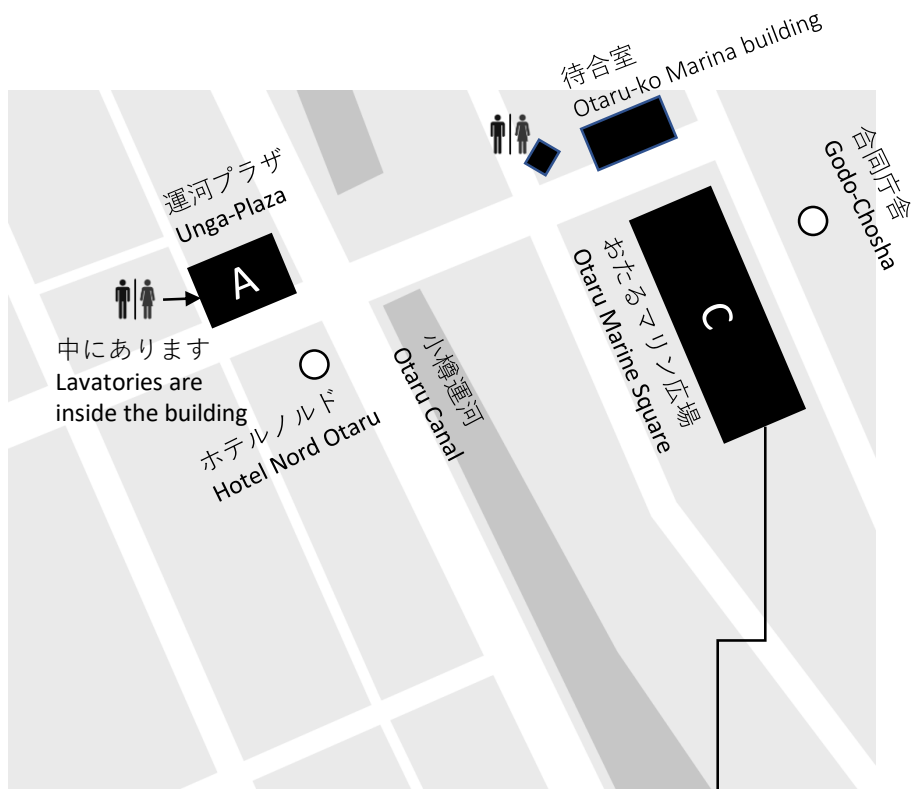 待合室
Otaru-ko Marina building
合同庁舎
Godo-Chosha
運河プラザ
Unga-Plaza
A
おたるマリン広場
Otaru Marine Square
C
中にあります
Lavatories are
inside the building
小樽運河
Otaru Canal
ホテルノルド
Hotel Nord Otaru